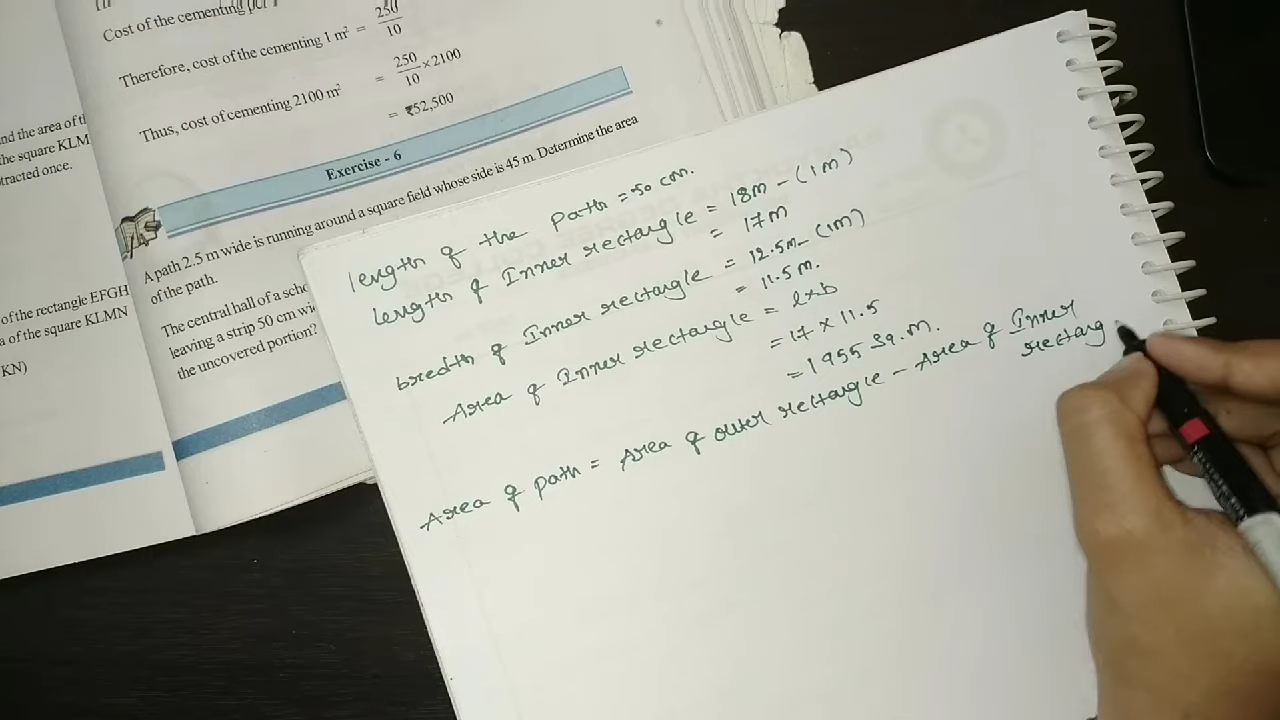 Cost of the cementing
Therefore, cost of the cementing 1 m² = 250/10
Thus, cost of cementing 2100 m² = 250/10 ×2100
= ₹52,500
Exercise - 6
A path 2.5 m wide is running around a square field whose side is 45 m. Determine the area
of the path.
The central hall of a scho
leaving a strip 50 cm wi
the uncovered portion?
nd the area of t
he square KLM
tracted once.
of the rectangle EFGH
a of the square KLMN
KN)
length of the path = 50 cm.
length of Inner rectangle = 18m - (1m)
= 17m
bredth of Inner rectangle = 12.5m - (1m)
= 11.5m.
Area of Inner rectangle = l×b
= 17 × 11.5
= 1955 Sq.m.
Area of path = Area of outer rectangle - Area of Inner
rectang